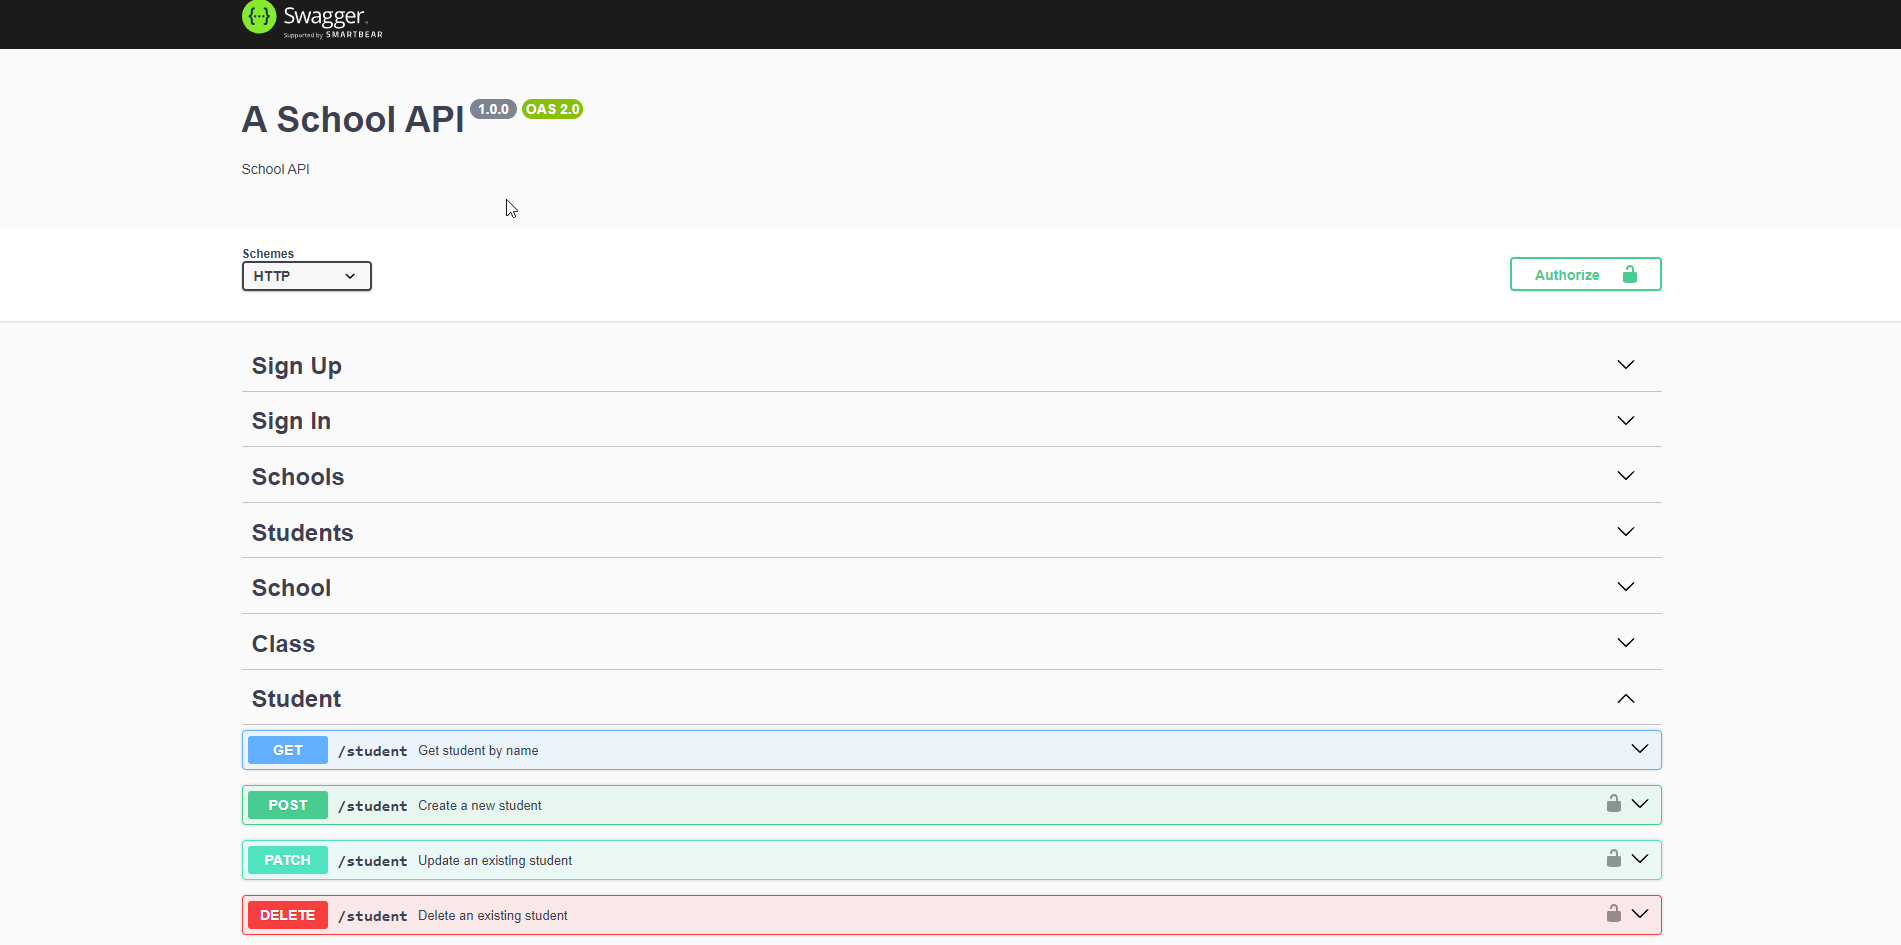 Swagger
Supported by SMARTBEAR
A School API 1.0.0 OAS 2.0
School API
Schemes
HTTP
Authorize
Sign Up
Sign In
Schools
Students
School
Class
Student
GET /student Get student by name
POST /student Create a new student
PATCH /student Update an existing student
DELETE /student Delete an existing student